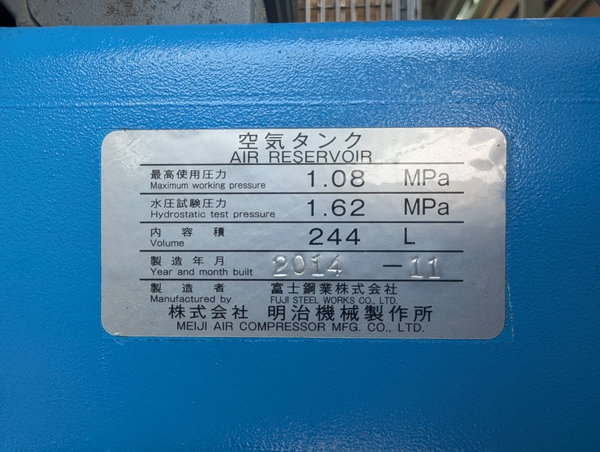 空気タンク
AIR RESERVOIR
最高使用圧力 1.08 MPa
Maximum working pressure
水圧試験圧力 1.62 MPa
Hydrostatic test pressure
内容積 244 L
Volume
製造年月 2014 -11
Year and month built
製造者 富士鋼業株式会社
Manufactured by FUJI STEEL WORKS CO., LTD.
株式会社 明治機械製作所
MEIJI AIR COMPRESSOR MFG. CO., LTD.